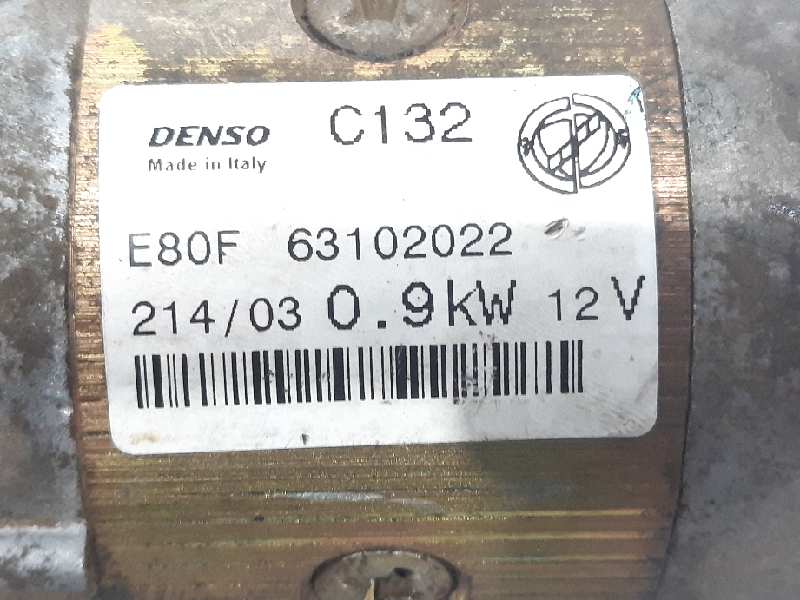 DENSO C132
Made in Italy
E80F 63102022
214/03 0.9kW 12V